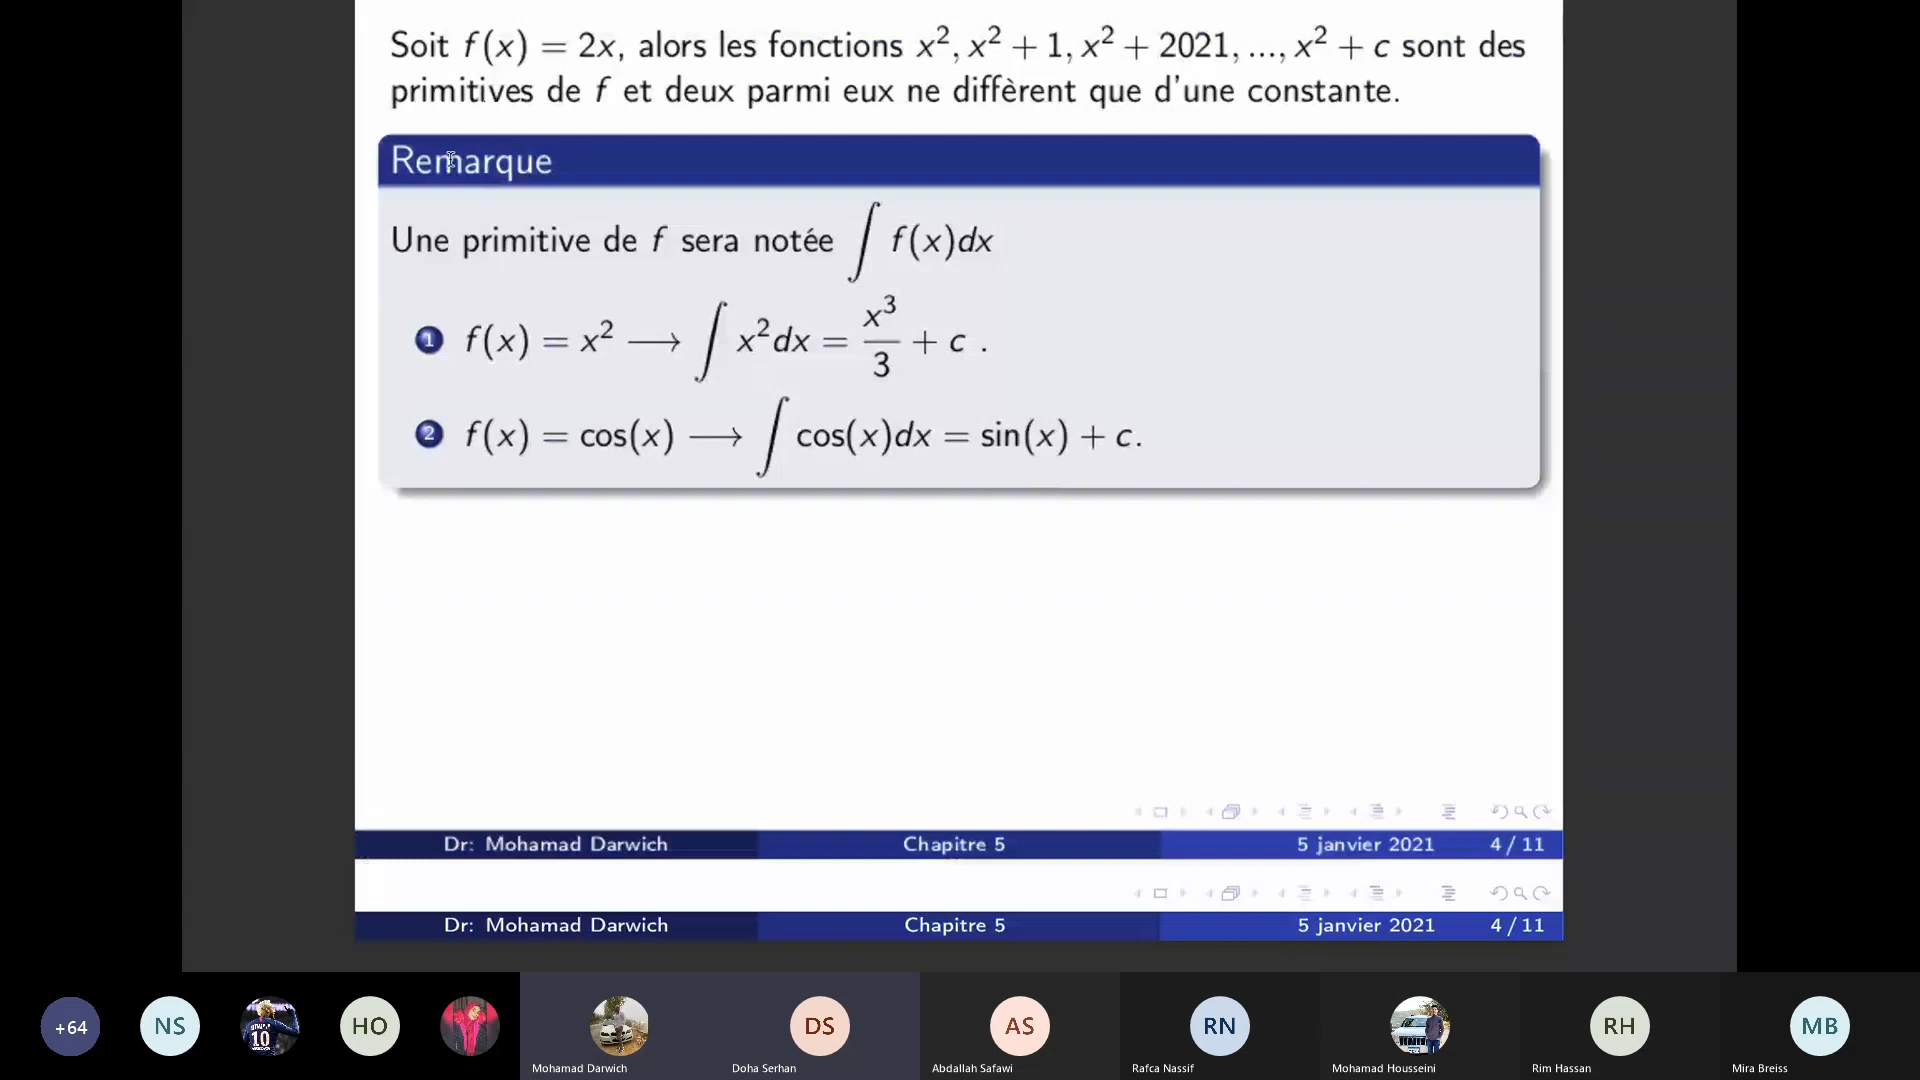 Soit f(x) = 2x, alors les fonctions x², x² + 1, x² + 2021, ..., x² + c sont des
primitives de f et deux parmi eux ne diffèrent que d'une constante.
Remarque
Une primitive de f sera notée ∫ f(x)dx
1 f(x) = x² ⟶ ∫ x²dx = x³/3 + c .
2 f(x) = cos(x) ⟶ ∫ cos(x)dx = sin(x) + c.
Dr: Mohamad Darwich Chapitre 5 5 janvier 2021 4 / 11
Dr: Mohamad Darwich Chapitre 5 5 janvier 2021 4 / 11
+64 NS 10 HO DS AS RN RH MB
Mohamad Darwich Doha Serhan Abdallah Safawi Rafca Nassif Mohamad Housseini Rim Hassan Mira Breiss